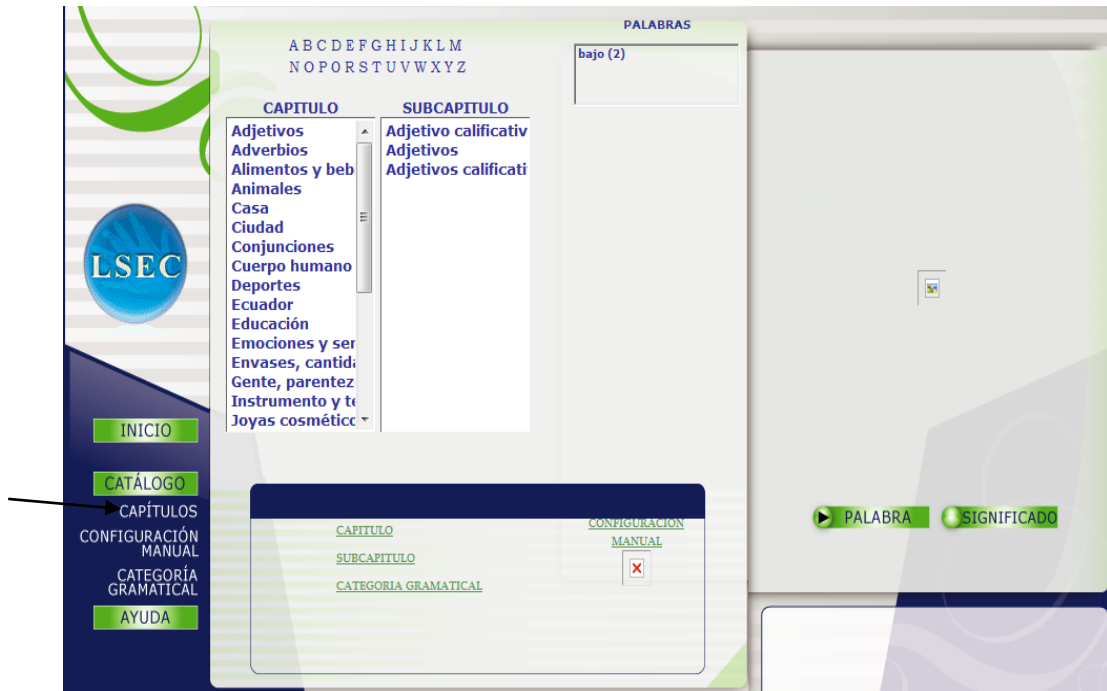 A B C D E F G H I J K L M
N O P O R S T U V W X Y Z
PALABRAS
bajo (2)
CAPITULO
Adjetivos
Adverbios
Alimentos y beb
Animales
Casa
Ciudad
Conjunciones
Cuerpo humano
Deportes
Ecuador
Educación
Emociones y ser
Envases, cantida
Gente, parentez
Instrumento y te
Joyas cosmético
SUBCAPITULO
Adjetivo calificativ
Adjetivos
Adjetivos calificati
LSEC
INICIO
CATÁLOGO
CAPÍTULOS
CONFIGURACIÓN
MANUAL
CATEGORÍA
GRAMATICAL
AYUDA
CAPITULO
SUBCAPITULO
CATEGORIA GRAMATICAL
CONFIGURACION
MANUAL
PALABRA
SIGNIFICADO